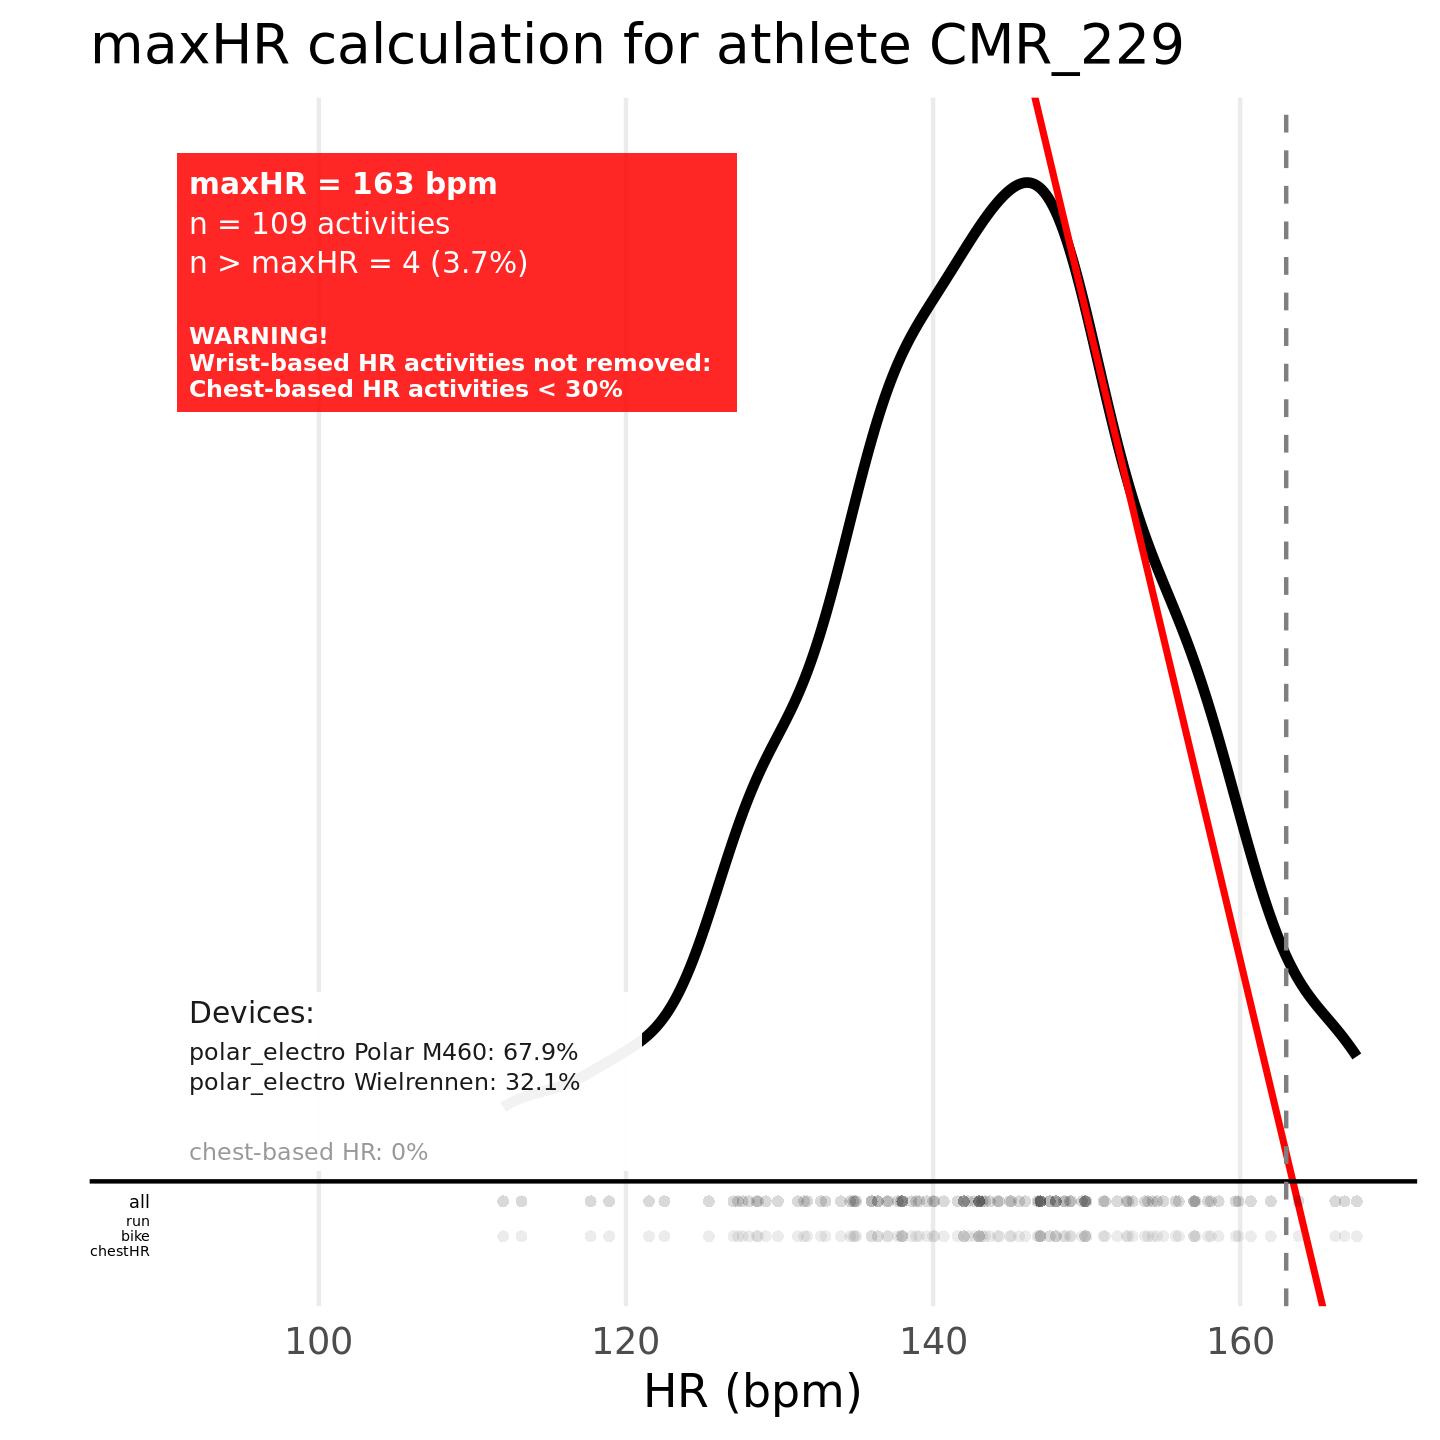 maxHR calculation for athlete CMR_229
maxHR = 163 bpm
n = 109 activities
n > maxHR = 4 (3.7%)
WARNING!
Wrist-based HR activities not removed:
Chest-based HR activities < 30%
Devices:
polar_electro Polar M460: 67.9%
polar_electro Wielrennen: 32.1%
chest-based HR: 0%
all
run
bike
chestHR
100 120 140 160
HR (bpm)